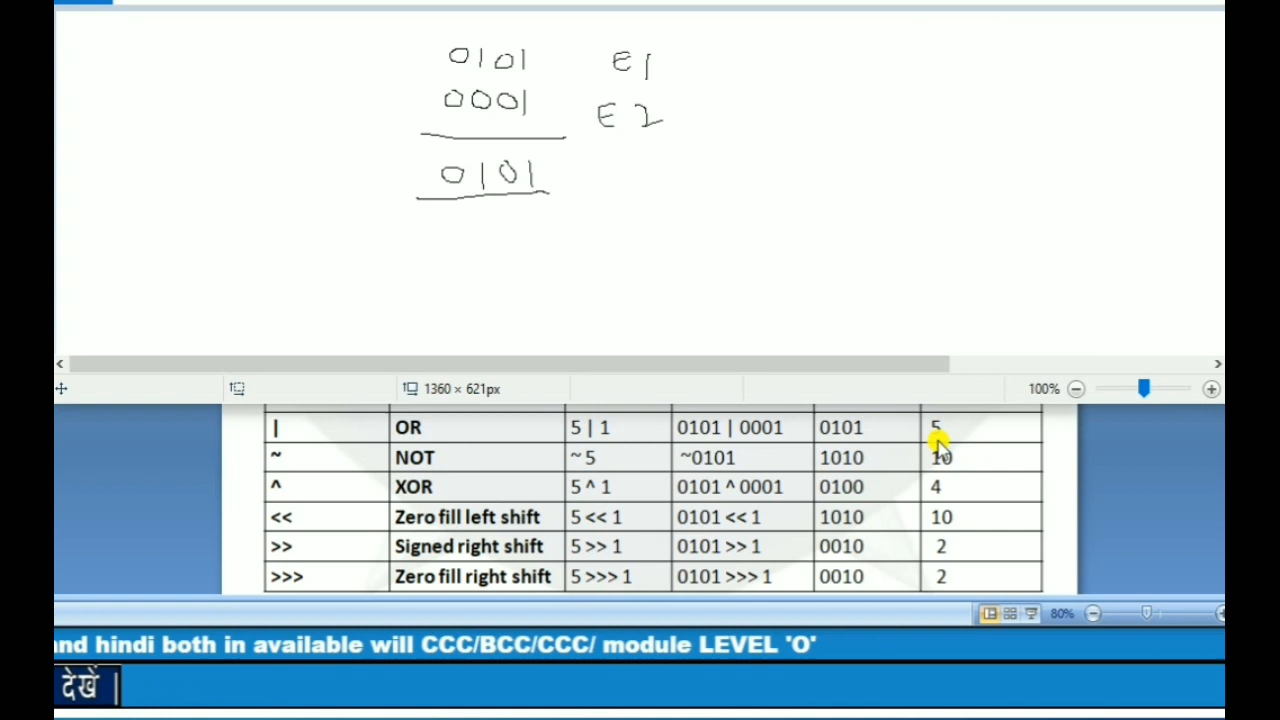 0101 E1
0001 E2
0101
1360 × 621px 100%
| OR 5 | 1 0101 | 0001 0101 5
~ NOT ~ 5 ~0101 1010 10
^ XOR 5 ^ 1 0101 ^ 0001 0100 4
<< Zero fill left shift 5 << 1 0101 << 1 1010 10
>> Signed right shift 5 >> 1 0101 >> 1 0010 2
>>> Zero fill right shift 5 >>> 1 0101 >>> 1 0010 2
80%
and hindi both in available will CCC/BCC/CCC/ module LEVEL 'O'
देखें |